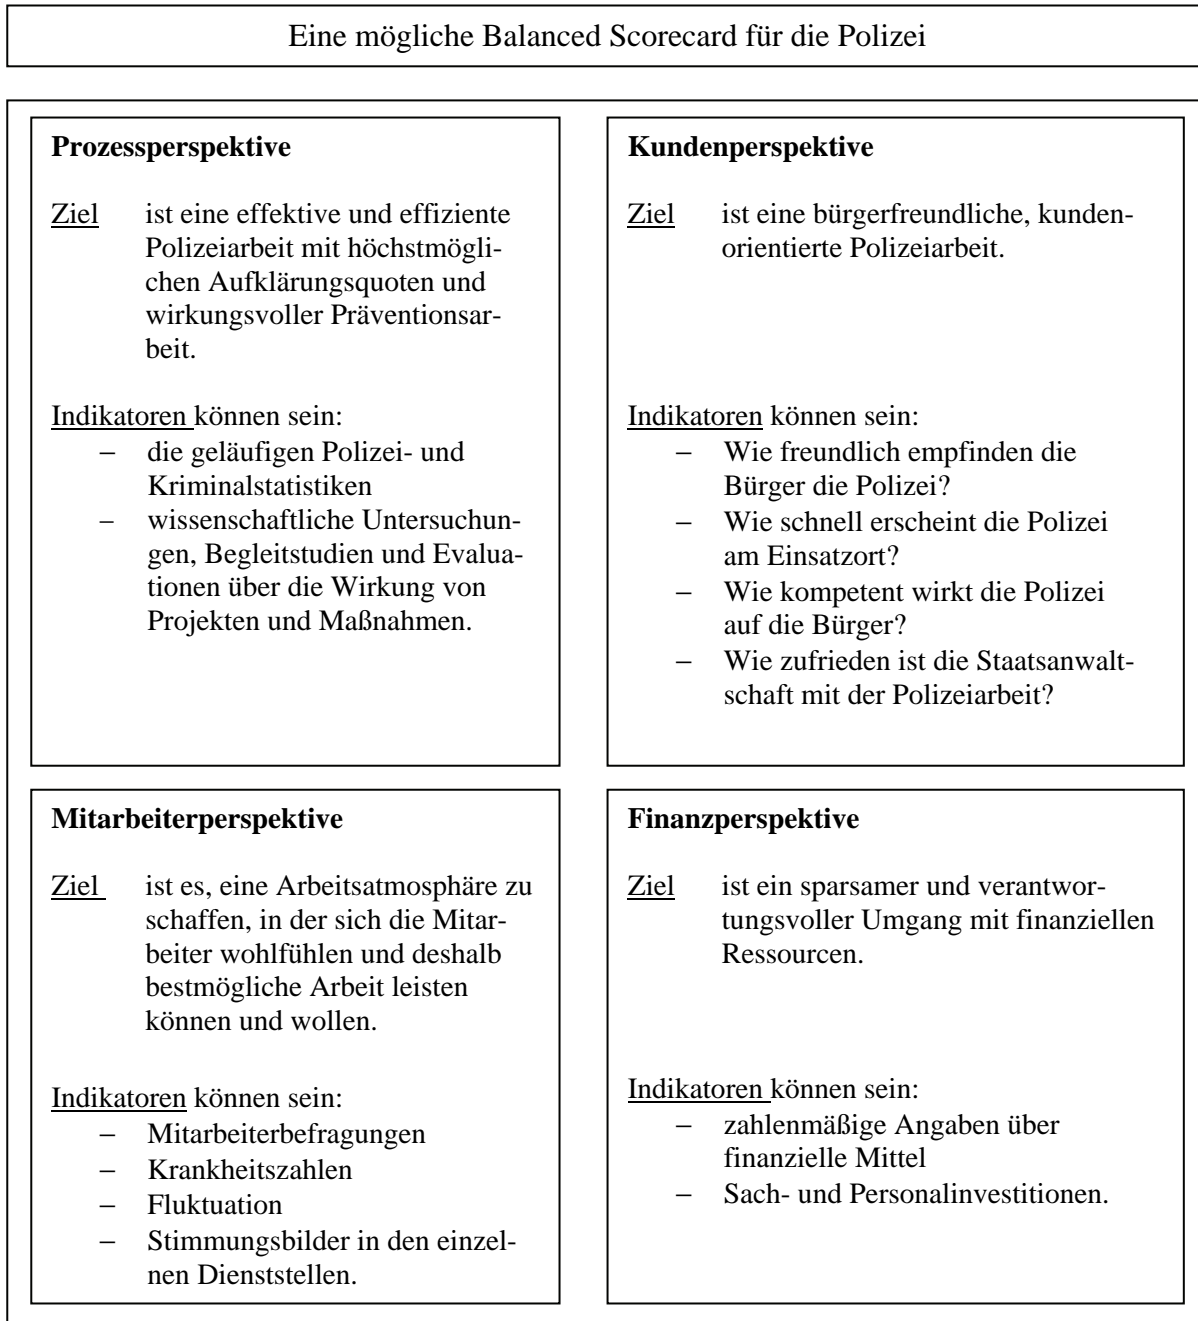 Eine mögliche Balanced Scorecard für die Polizei
Prozessperspektive
Ziel ist eine effektive und effiziente
Polizeiarbeit mit höchstmögli-
chen Aufklärungsquoten und
wirkungsvoller Präventionsar-
beit.
Indikatoren können sein:
– die geläufigen Polizei- und
Kriminalstatistiken
– wissenschaftliche Untersuchun-
gen, Begleitstudien und Evalua-
tionen über die Wirkung von
Projekten und Maßnahmen.
Kundenperspektive
Ziel ist eine bürgerfreundliche, kunden-
orientierte Polizeiarbeit.
Indikatoren können sein:
– Wie freundlich empfinden die
Bürger die Polizei?
– Wie schnell erscheint die Polizei
am Einsatzort?
– Wie kompetent wirkt die Polizei
auf die Bürger?
– Wie zufrieden ist die Staatsanwalt-
schaft mit der Polizeiarbeit?
Mitarbeiterperspektive
Ziel ist es, eine Arbeitsatmosphäre zu
schaffen, in der sich die Mitar-
beiter wohlfühlen und deshalb
bestmögliche Arbeit leisten
können und wollen.
Indikatoren können sein:
– Mitarbeiterbefragungen
– Krankheitszahlen
– Fluktuation
– Stimmungsbilder in den einzel-
nen Dienststellen.
Finanzperspektive
Ziel ist ein sparsamer und verantwor-
tungsvoller Umgang mit finanziellen
Ressourcen.
Indikatoren können sein:
– zahlenmäßige Angaben über
finanzielle Mittel
– Sach- und Personalinvestitionen.